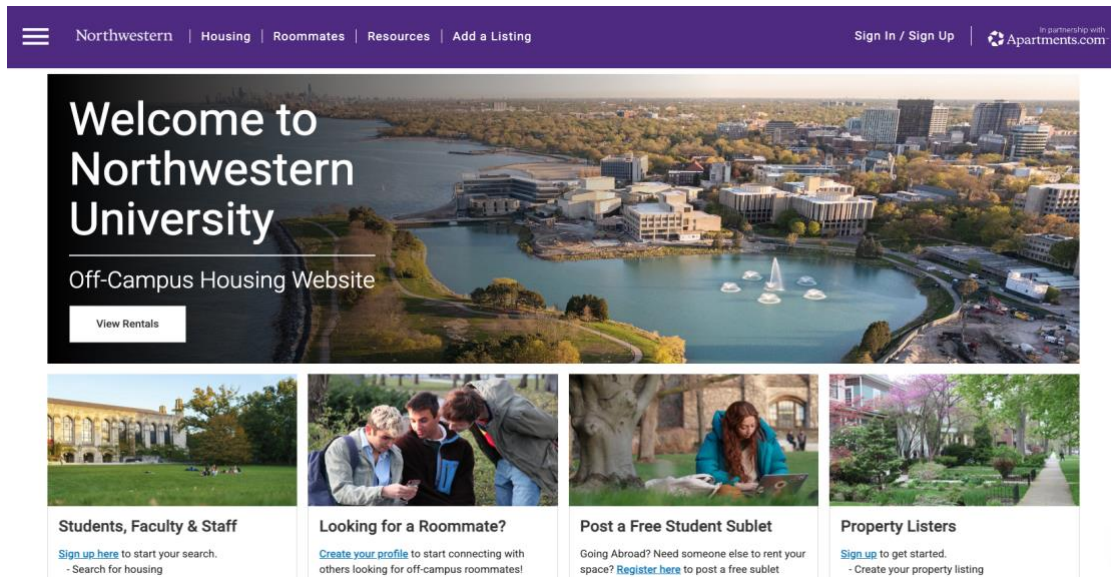 Northwestern | Housing | Roommates | Resources | Add a Listing
Sign In / Sign Up
In partnership with
Apartments.com
Welcome to
Northwestern
University
Off-Campus Housing Website
View Rentals
Students, Faculty & Staff
Sign up here to start your search.
- Search for housing
Looking for a Roommate?
Create your profile to start connecting with
others looking for off-campus roommates!
Post a Free Student Sublet
Going Abroad? Need someone else to rent your
space? Register here to post a free sublet
Property Listers
Sign up to get started.
- Create your property listing